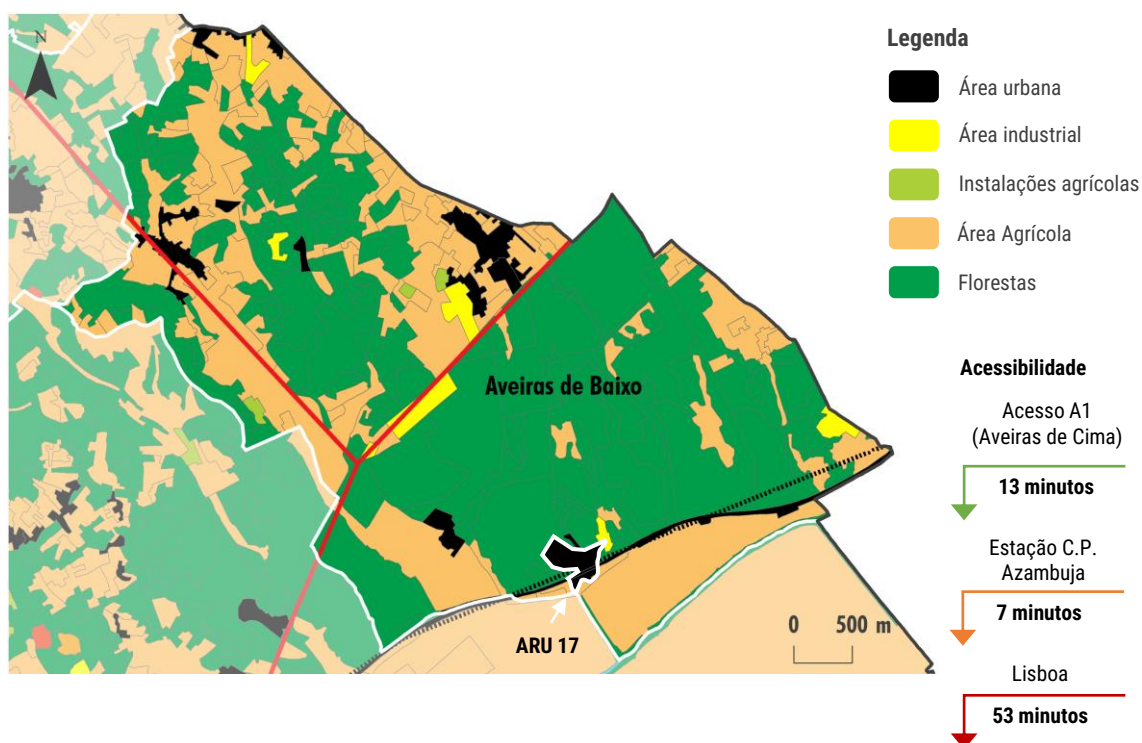 N
Aveiras de Baixo
ARU 17
0 500 m
Legenda
Área urbana
Área industrial
Instalações agrícolas
Área Agrícola
Florestas
Acessibilidade
Acesso A1
(Aveiras de Cima)
13 minutos
Estação C.P.
Azambuja
7 minutos
Lisboa
53 minutos